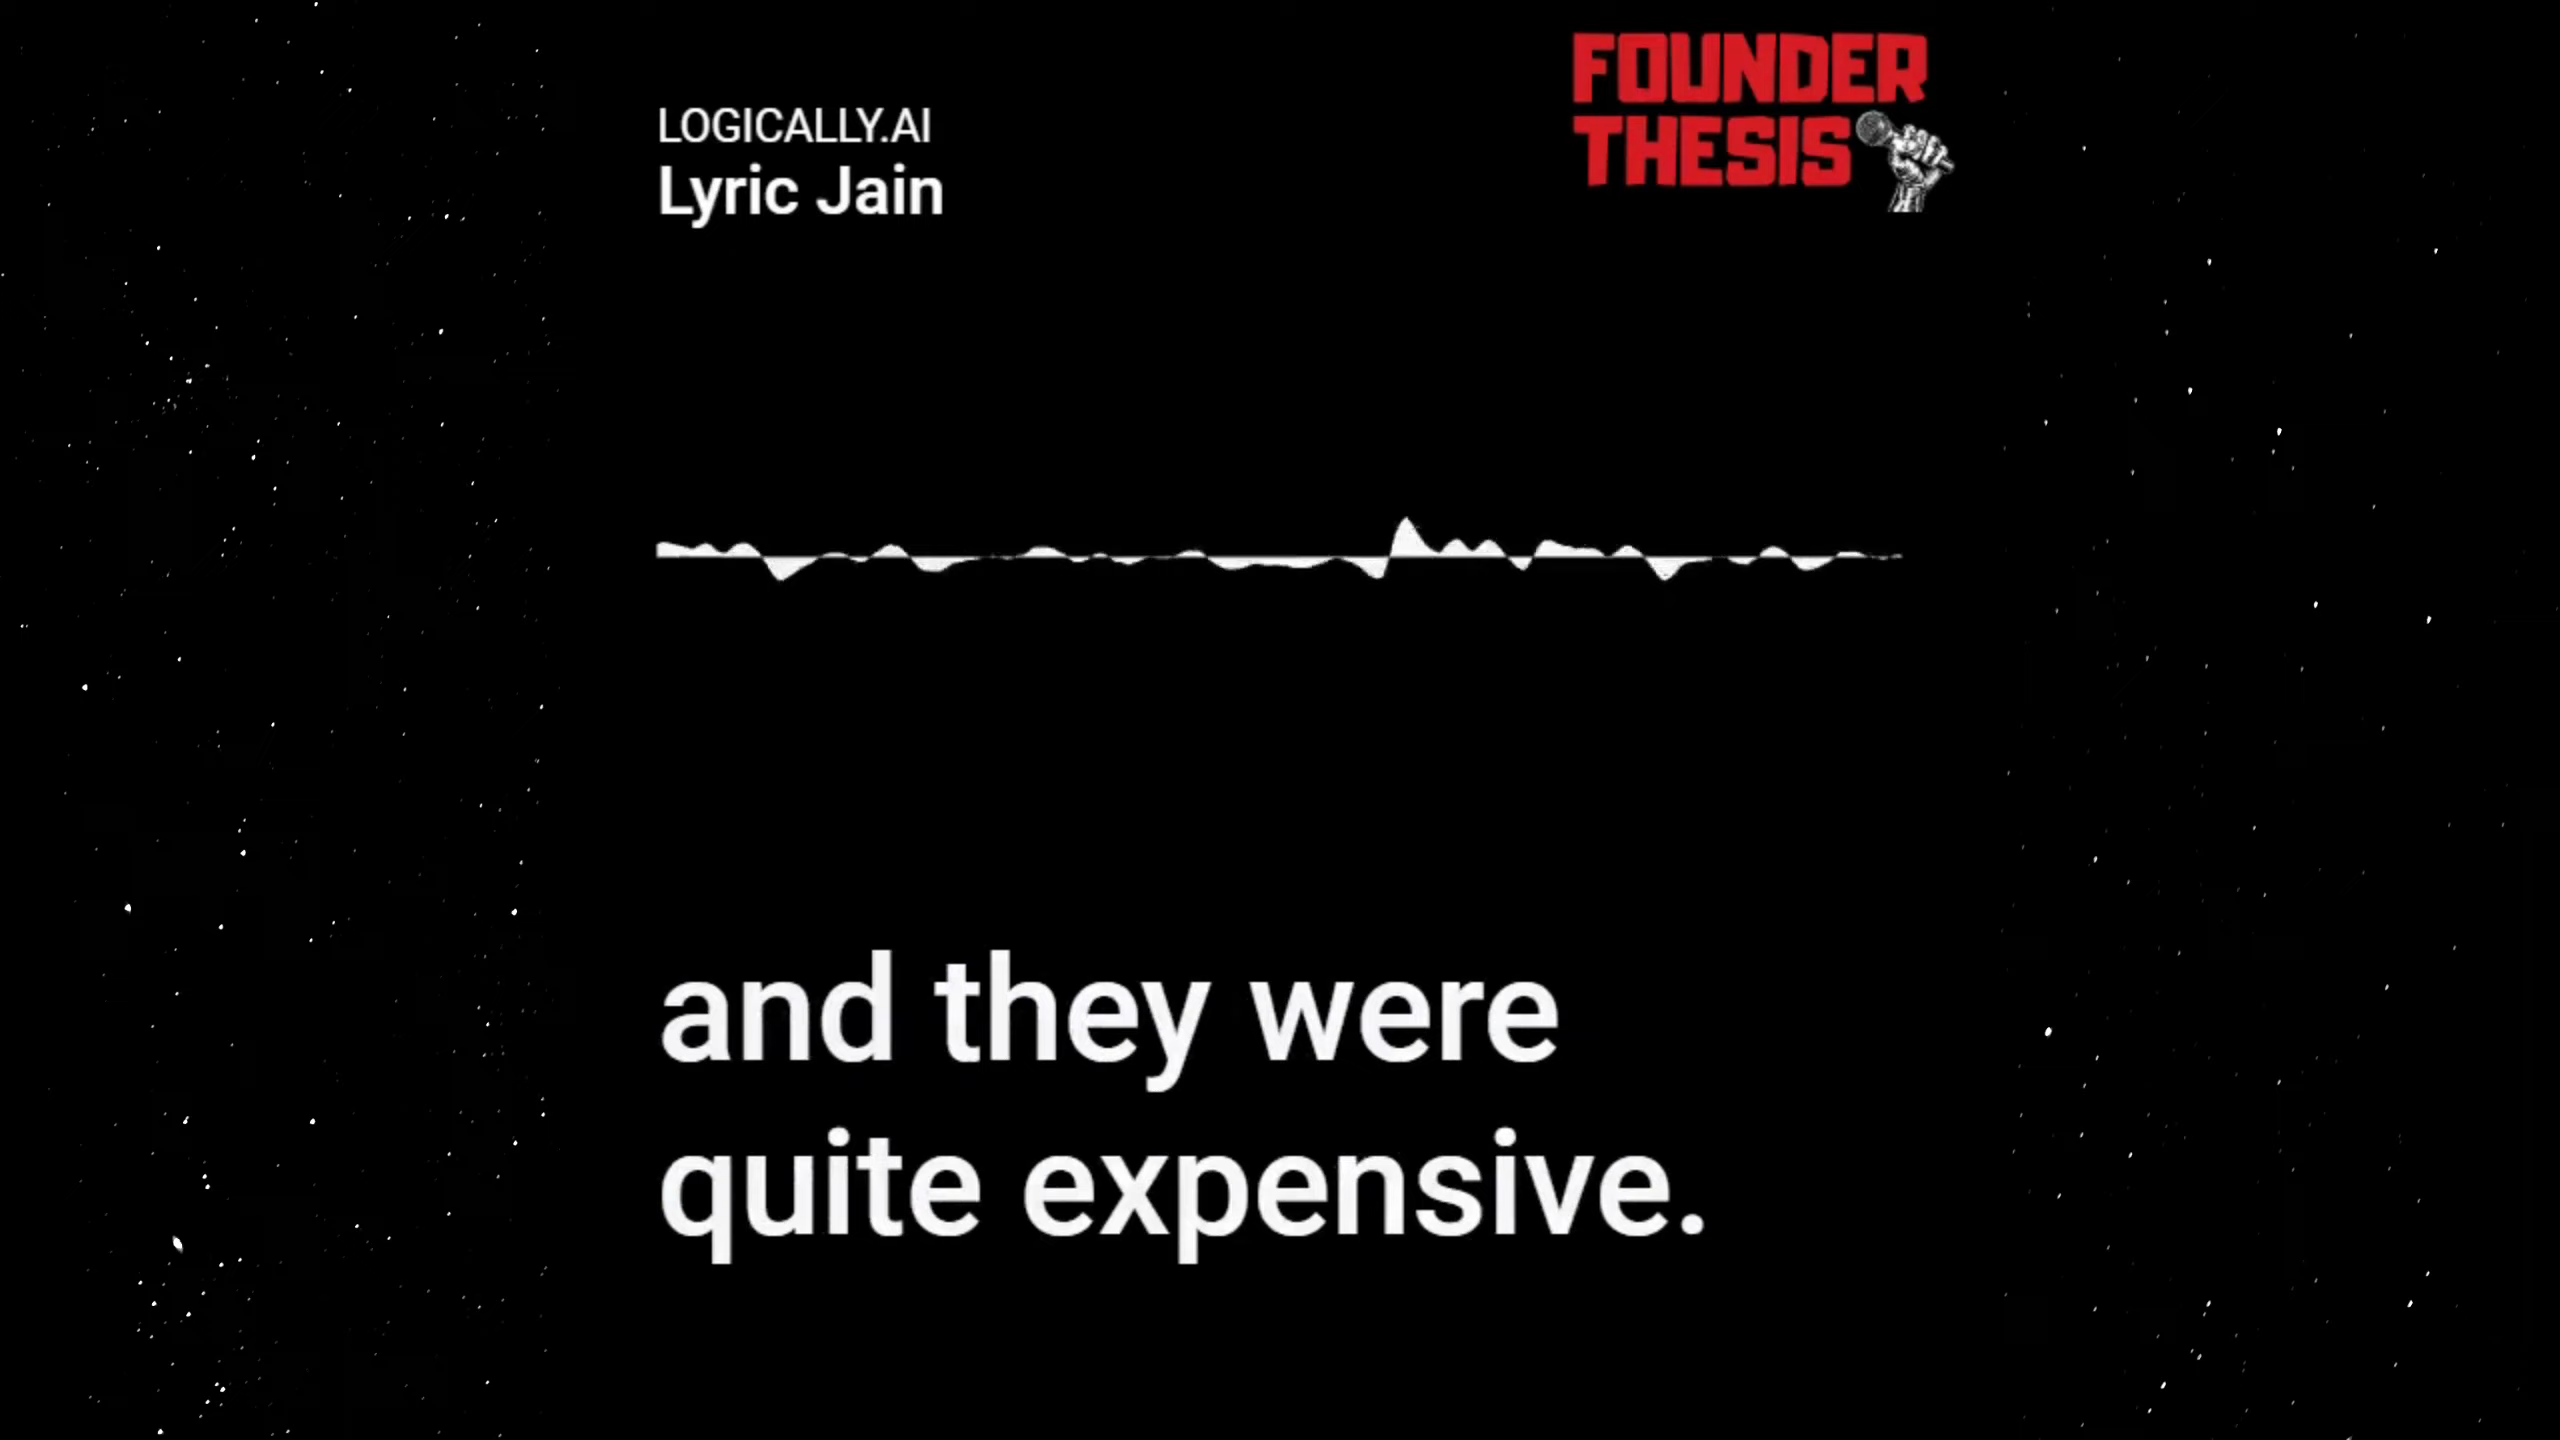 LOGICALLY.AI
Lyric Jain
FOUNDER
THESIS
and they were
quite expensive.